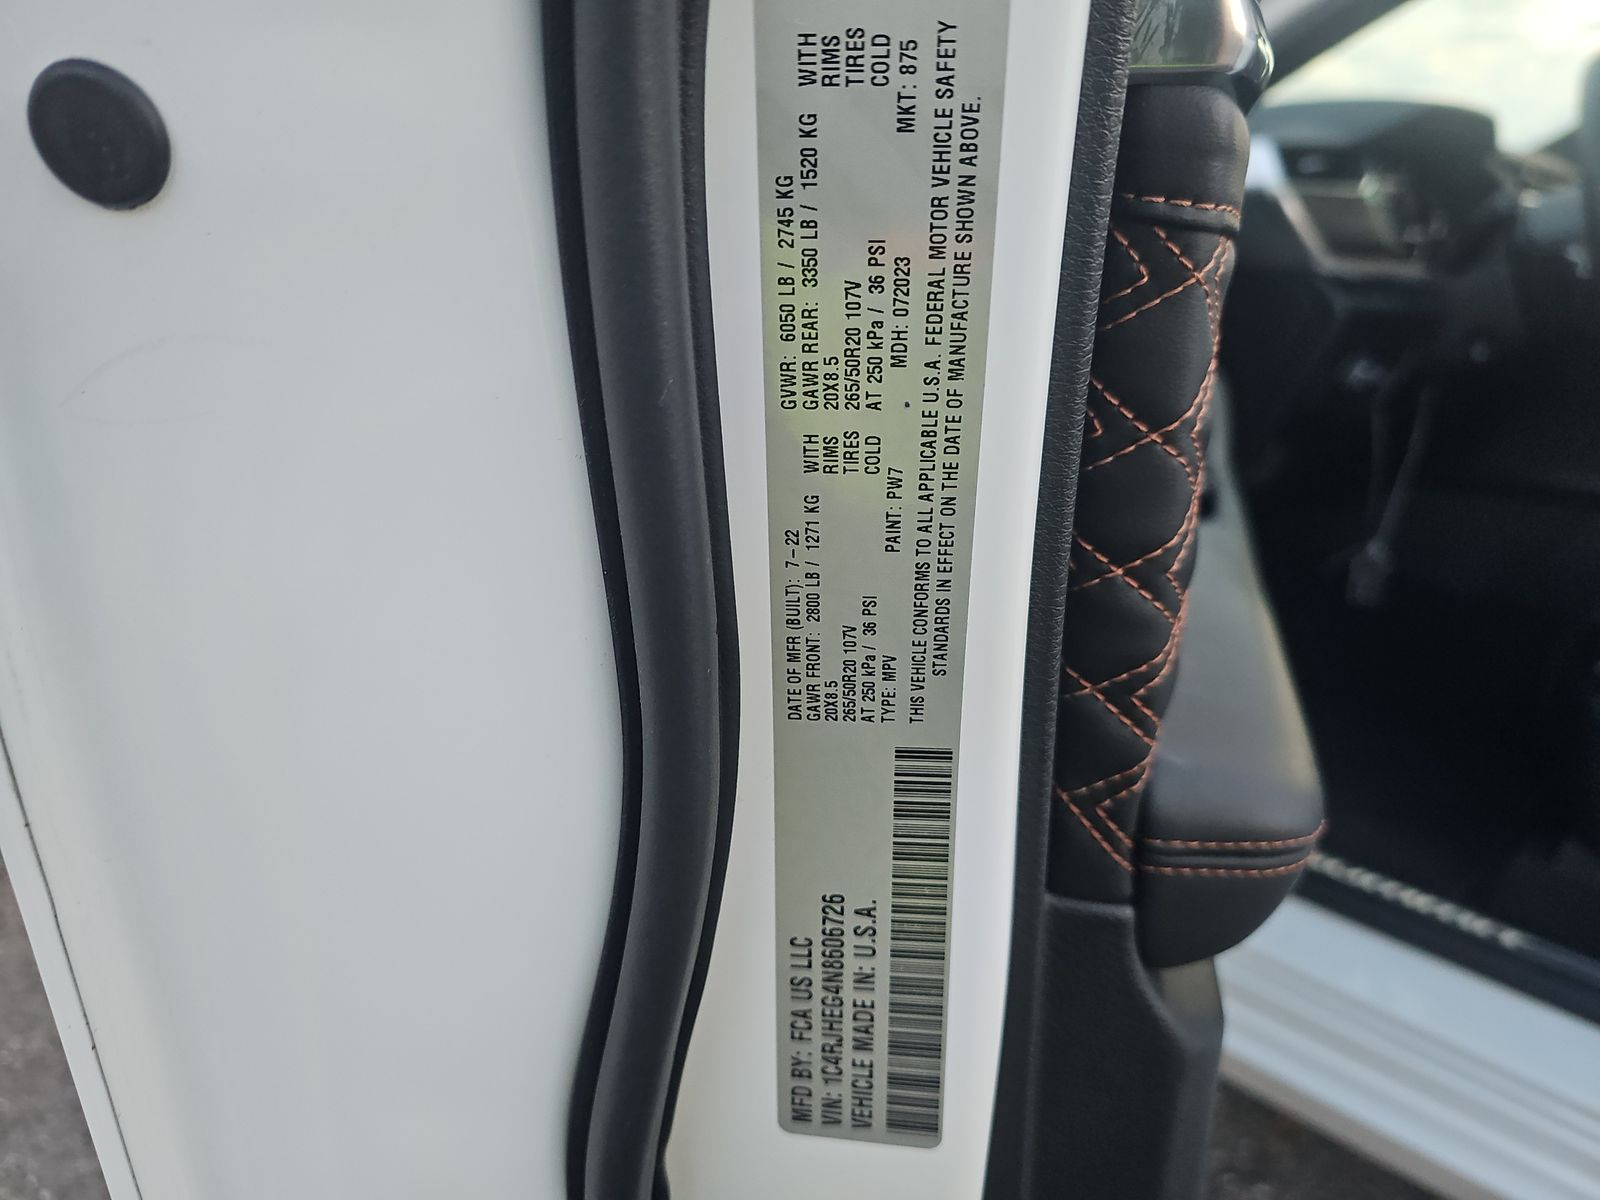 MFD BY: FCA US LLC
VIN: 1C4RJHEG4N8606726
VEHICLE MADE IN: U.S.A.
DATE OF MFR (BUILT): 7-22 GVWR: 6050 LB / 2745 KG
GAWR FRONT: 2800 LB / 1271 KG WITH GAWR REAR: 3350 LB / 1520 KG WITH
20X8.5 RIMS 20X8.5 RIMS
265/50R20 107V TIRES 265/50R20 107V TIRES
AT 250 kPa / 36 PSI COLD AT 250 kPa / 36 PSI COLD
TYPE: MPV PAINT: PW7 MDH: 072023 MKT: 875
THIS VEHICLE CONFORMS TO ALL APPLICABLE U.S.A. FEDERAL MOTOR VEHICLE SAFETY
STANDARDS IN EFFECT ON THE DATE OF MANUFACTURE SHOWN ABOVE.